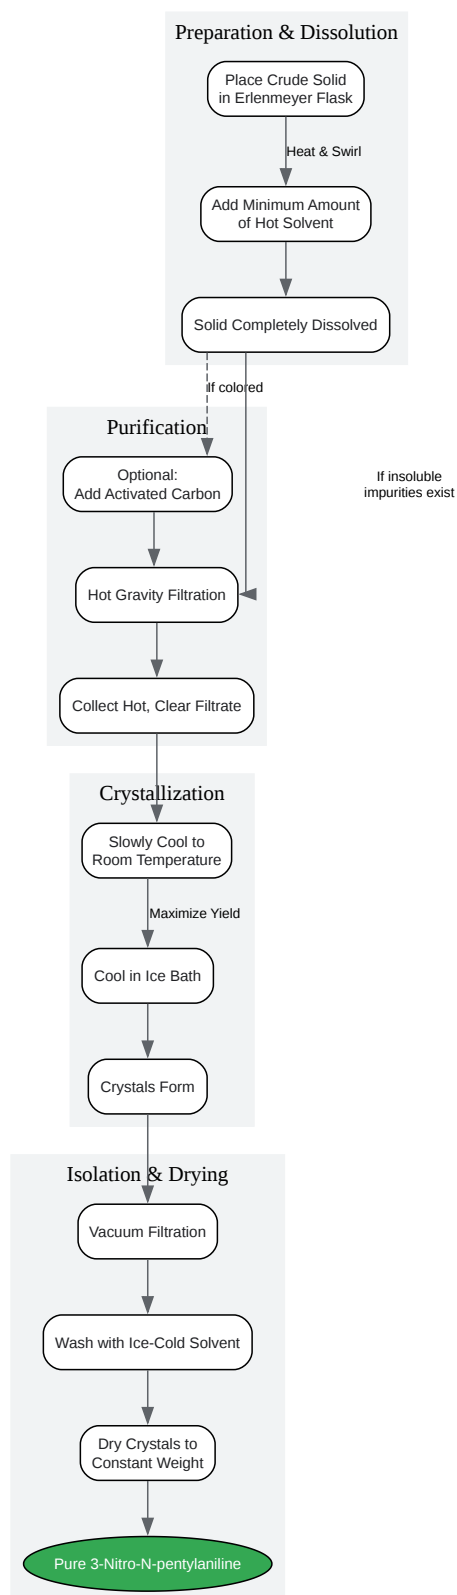 Preparation & Dissolution
Place Crude Solid
in Erlenmeyer Flask
Heat & Swirl
Add Minimum Amount
of Hot Solvent
Solid Completely Dissolved
If colored
Purification
If insoluble
impurities exist
Optional:
Add Activated Carbon
Hot Gravity Filtration
Collect Hot, Clear Filtrate
Crystallization
Slowly Cool to
Room Temperature
Maximize Yield
Cool in Ice Bath
Crystals Form
Isolation & Drying
Vacuum Filtration
Wash with Ice-Cold Solvent
Dry Crystals to
Constant Weight
Pure 3-Nitro-N-pentylaniline